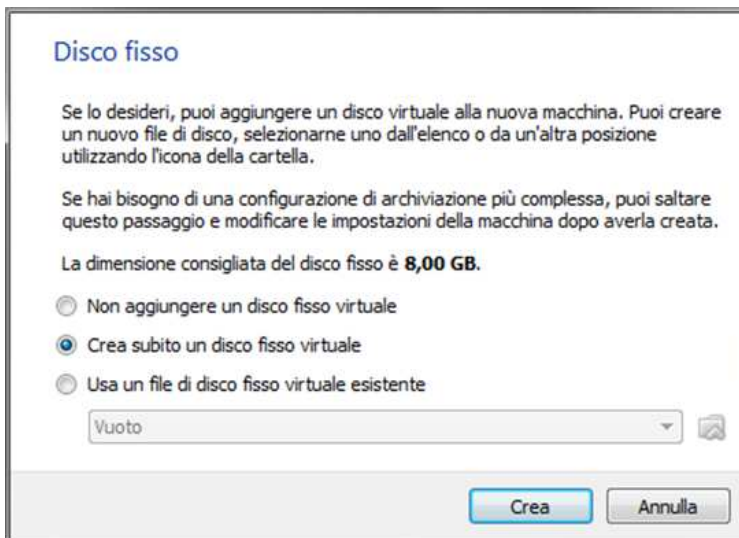 Disco fisso
Se lo desideri, puoi aggiungere un disco virtuale alla nuova macchina. Puoi creare
un nuovo file di disco, selezionarne uno dall'elenco o da un'altra posizione
utilizzando l'icona della cartella.
Se hai bisogno di una configurazione di archiviazione più complessa, puoi saltare
questo passaggio e modificare le impostazioni della macchina dopo averla creata.
La dimensione consigliata del disco fisso è 8,00 GB.
Non aggiungere un disco fisso virtuale
Crea subito un disco fisso virtuale
Usa un file di disco fisso virtuale esistente
Vuoto
Crea Annulla